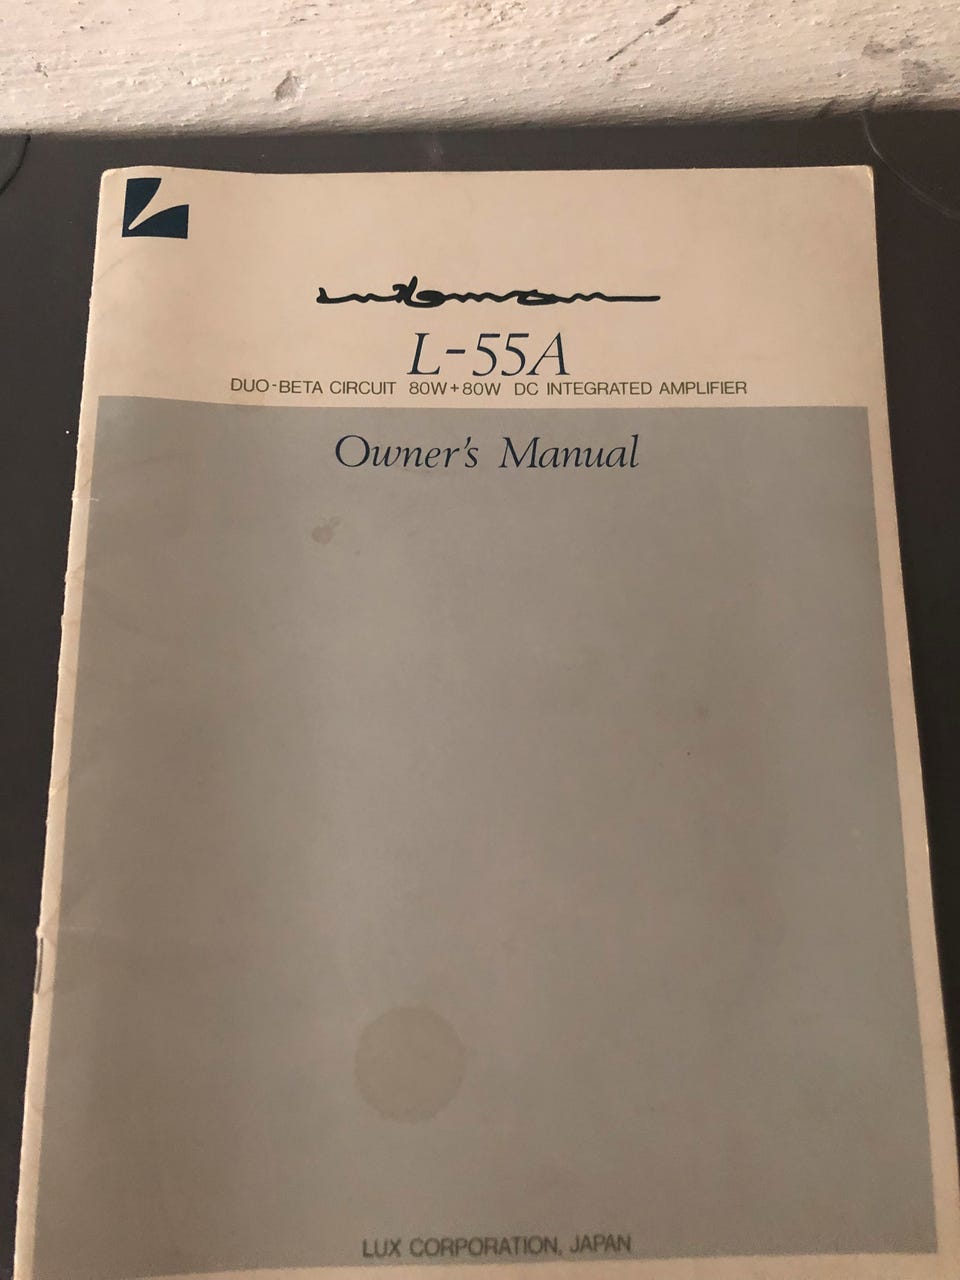 L-55A
DUO-BETA CIRCUIT 80W+80W DC INTEGRATED AMPLIFIER
Owner's Manual
LUX CORPORATION, JAPAN